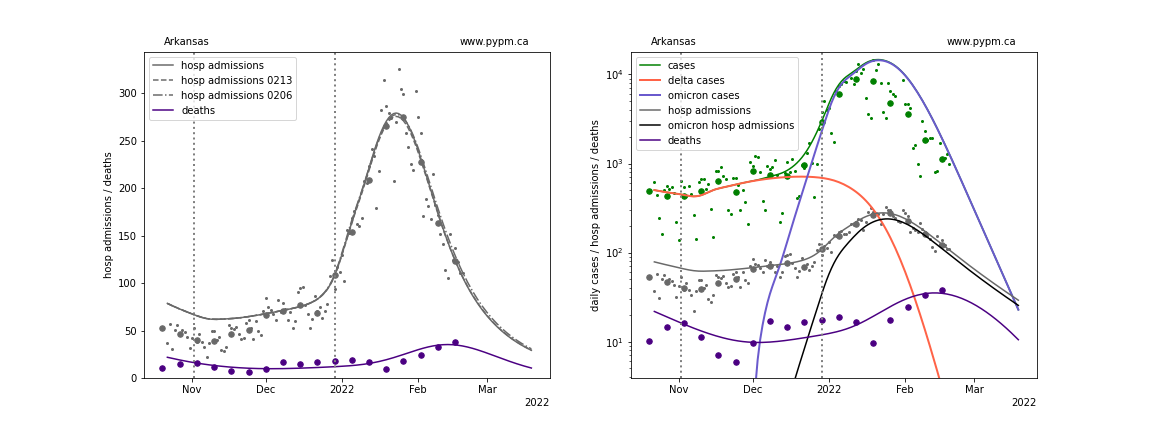 Arkansas www.pypm.ca
hosp admissions
hosp admissions 0213
hosp admissions 0206
deaths
hosp admissions / deaths
300
250
200
150
100
50
0
Nov Dec 2022 Feb Mar
2022
Arkansas www.pypm.ca
cases
delta cases
omicron cases
hosp admissions
omicron hosp admissions
deaths
daily cases / hosp admissions / deaths
10⁴
10³
10²
10¹
Nov Dec 2022 Feb Mar
2022